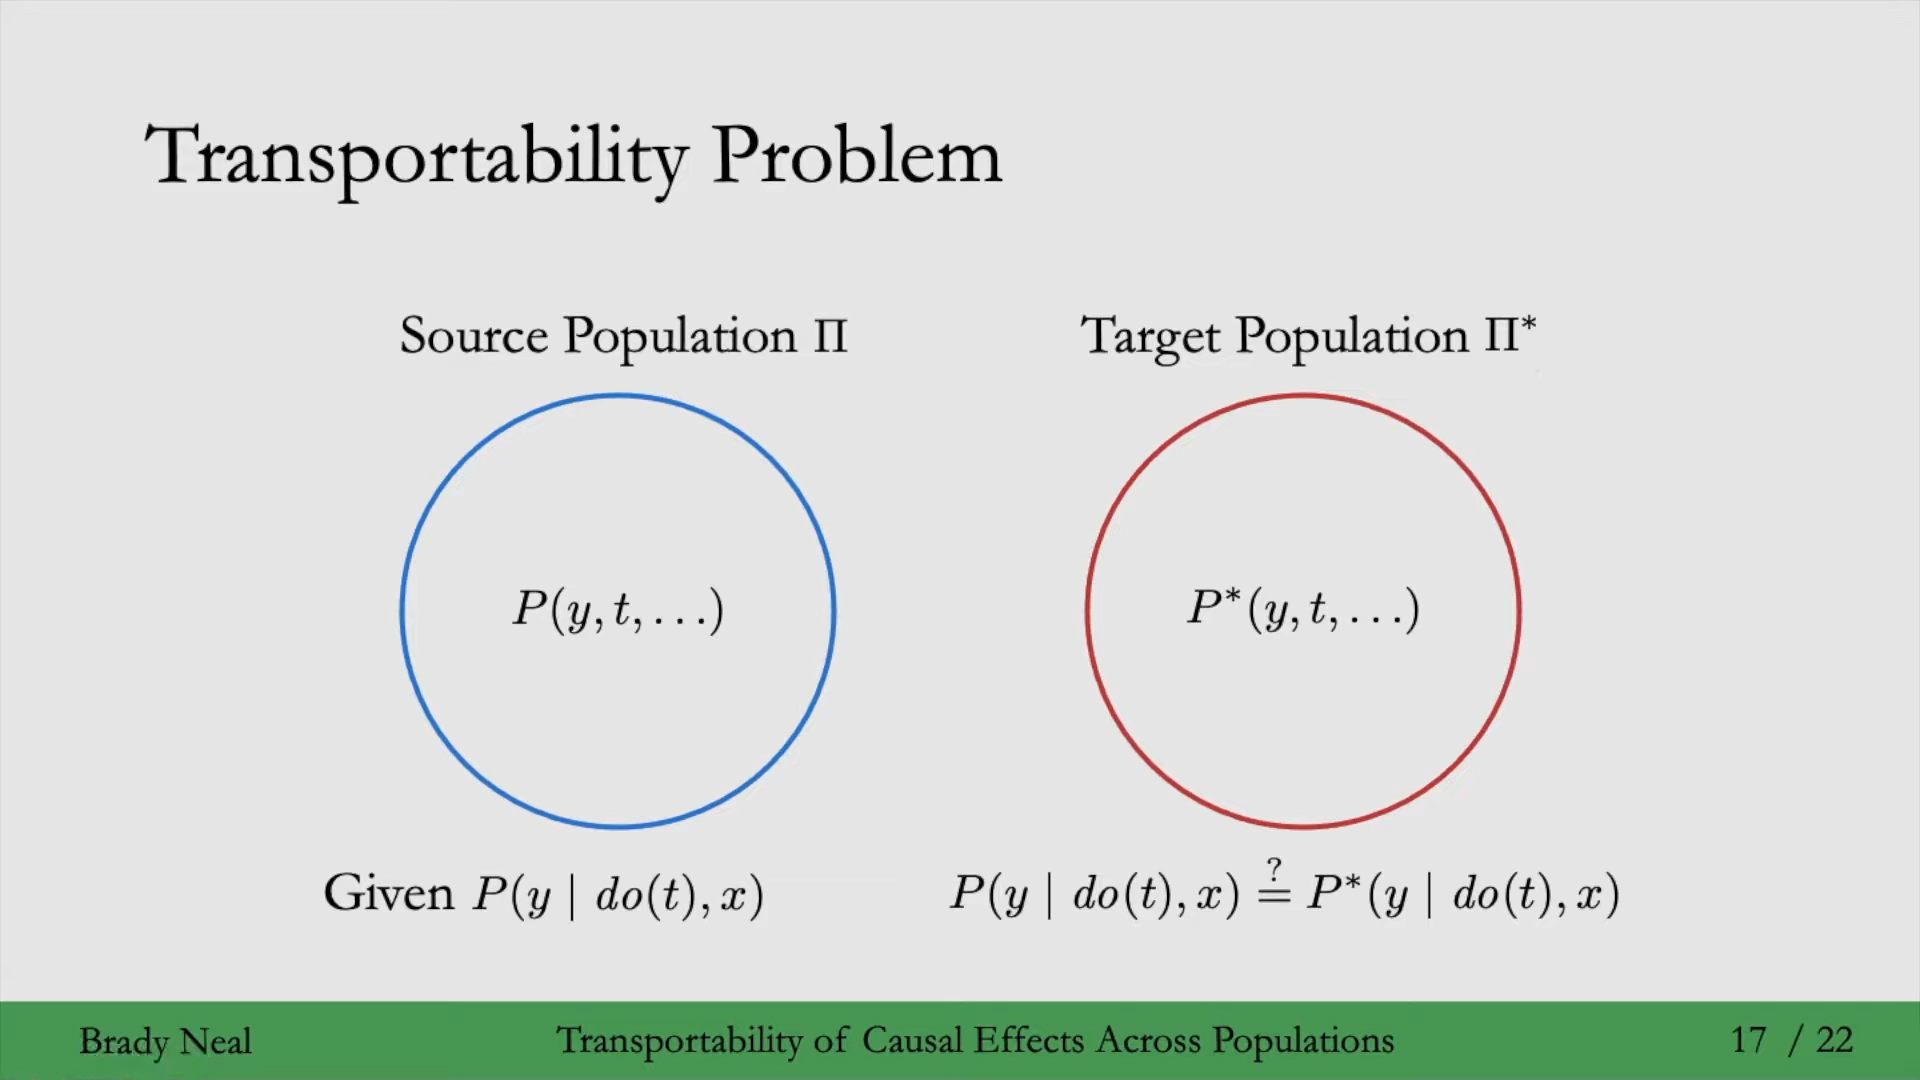 Transportability Problem
Source Population Π
Target Population Π*
P(y, t, . . .)
P*(y, t, . . .)
Given P(y | do(t), x)
P(y | do(t), x) ≟ P*(y | do(t), x)
Brady Neal
Transportability of Causal Effects Across Populations
17 / 22